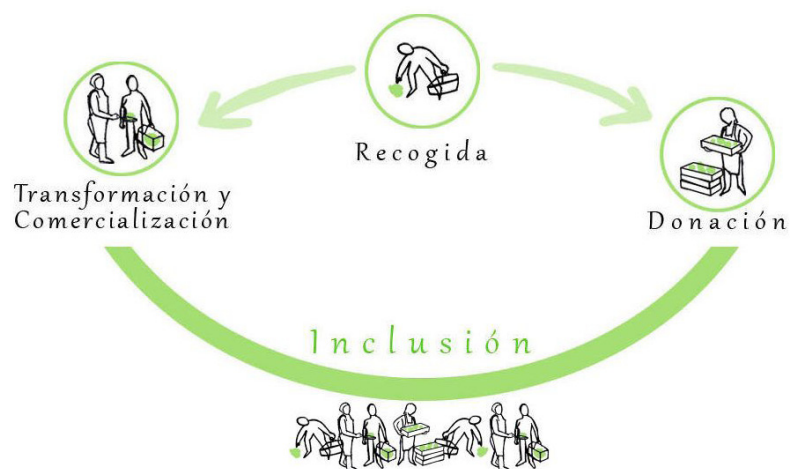 Recogida
Transformación y
Comercialización
Donación
Inclusión